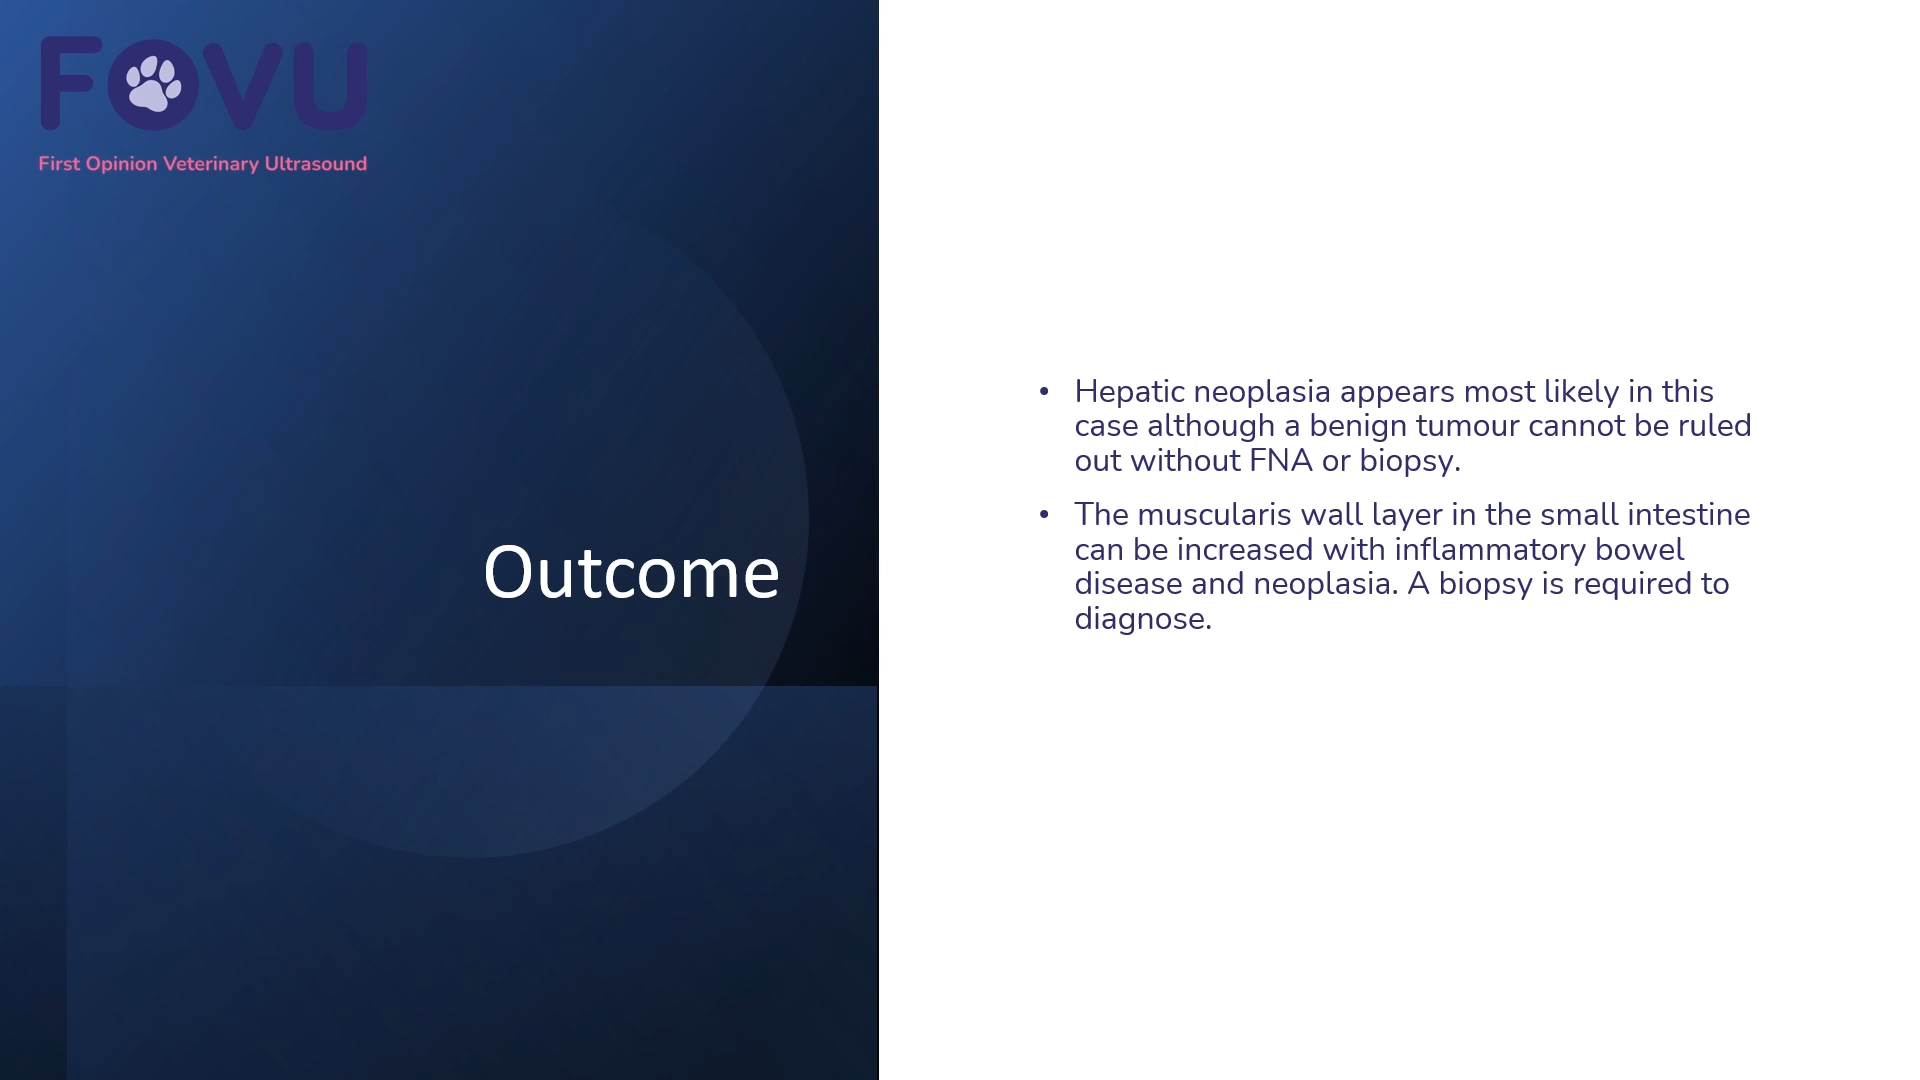 FOVU
First Opinion Veterinary Ultrasound
Outcome
• Hepatic neoplasia appears most likely in this
case although a benign tumour cannot be ruled
out without FNA or biopsy.
• The muscularis wall layer in the small intestine
can be increased with inflammatory bowel
disease and neoplasia. A biopsy is required to
diagnose.